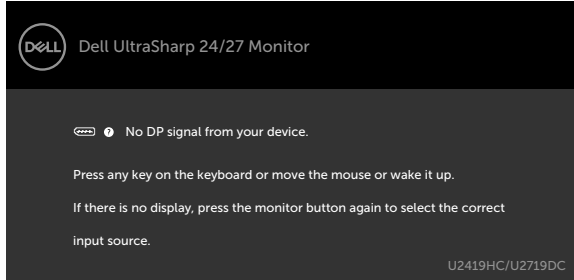 DELL
Dell UltraSharp 24/27 Monitor
? No DP signal from your device.
Press any key on the keyboard or move the mouse or wake it up.
If there is no display, press the monitor button again to select the correct
input source.
U2419HC/U2719DC